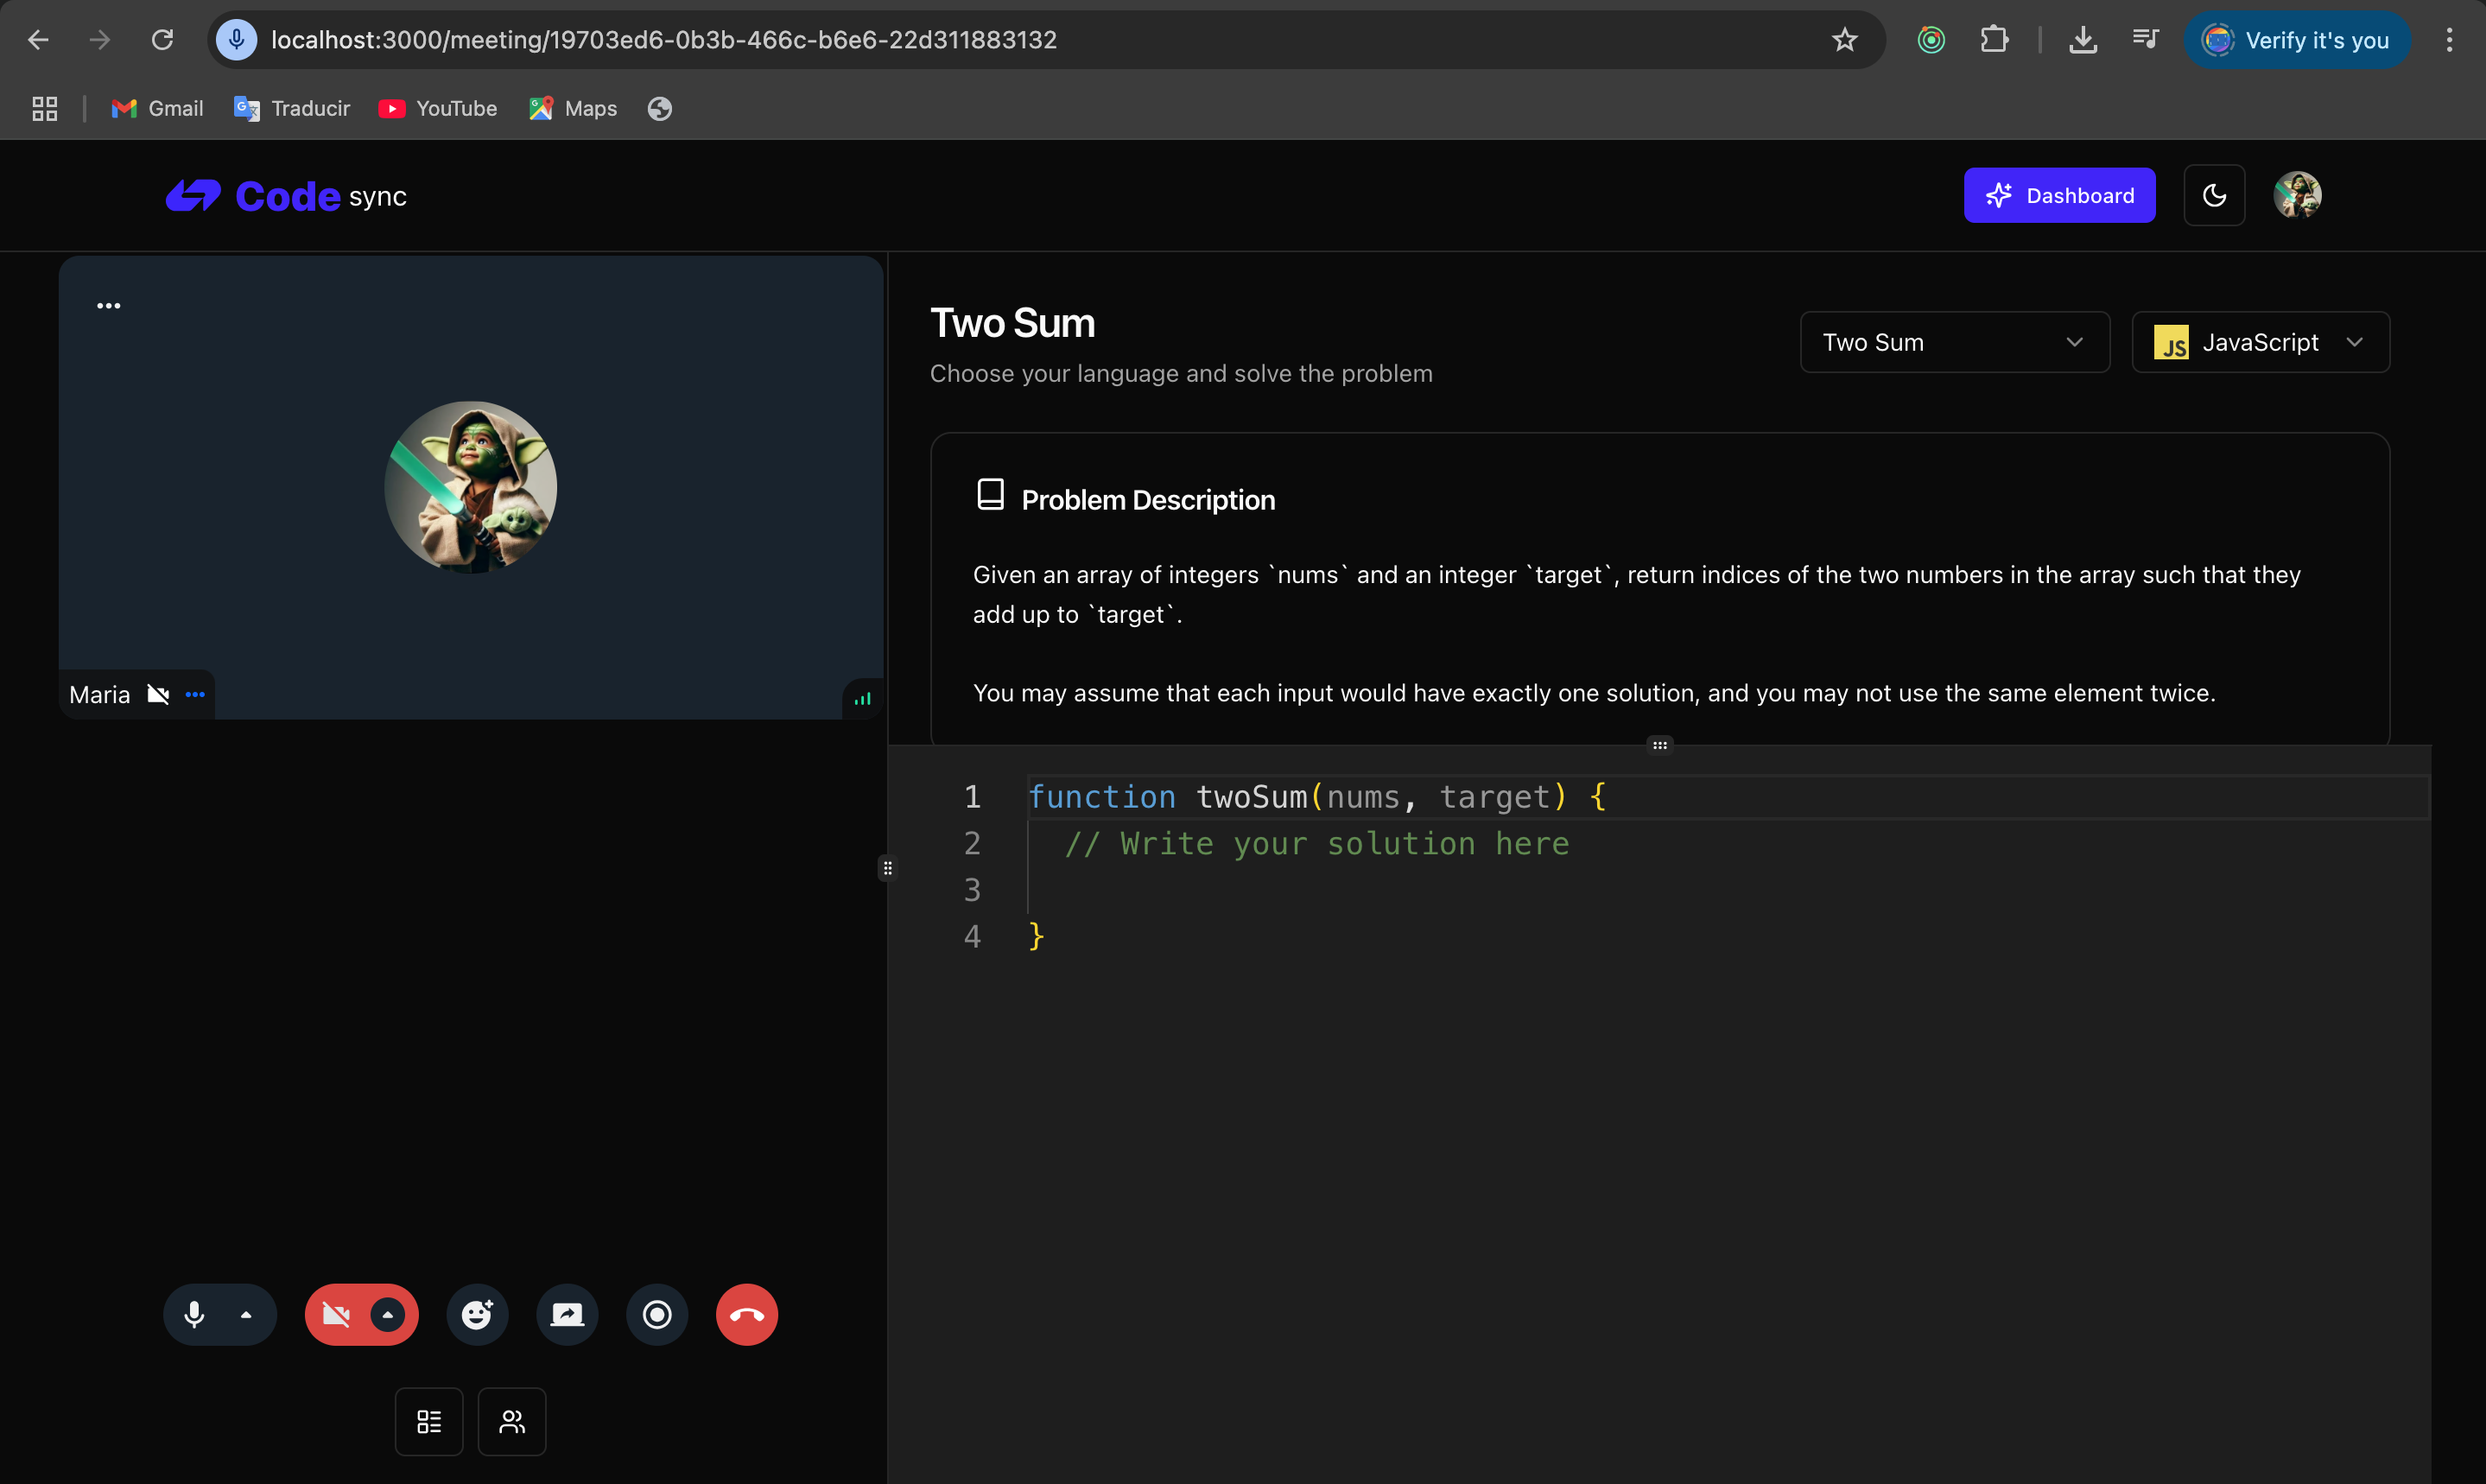 localhost:3000/meeting/19703ed6-0b3b-466c-b6e6-22d311883132
Verify it's you
Gmail
Traducir
YouTube
Maps
Code sync
Dashboard
Maria
Two Sum
Choose your language and solve the problem
Two Sum
JS JavaScript
Problem Description
Given an array of integers `nums` and an integer `target`, return indices of the two numbers in the array such that they
add up to `target`.
You may assume that each input would have exactly one solution, and you may not use the same element twice.
1 function twoSum(nums, target) {
2 // Write your solution here
3
4 }